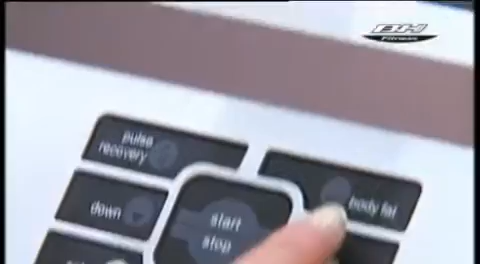 BH
Fitness
pulse
recovery
body fat
down
start
stop